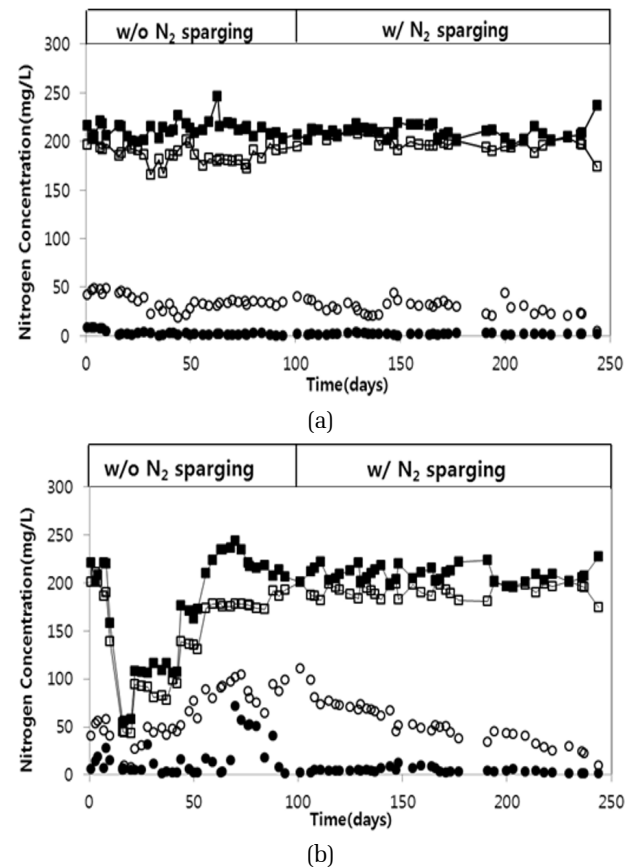 w/o N₂ sparging w/ N₂ sparging
300
250
200
150
100
50
0
Nitrogen Concentration(mg/L)
0 50 100 150 200 250
Time(days)
(a)
w/o N₂ sparging w/ N₂ sparging
300
250
200
150
100
50
0
Nitrogen Concentration(mg/L)
0 50 100 150 200 250
Time(days)
(b)